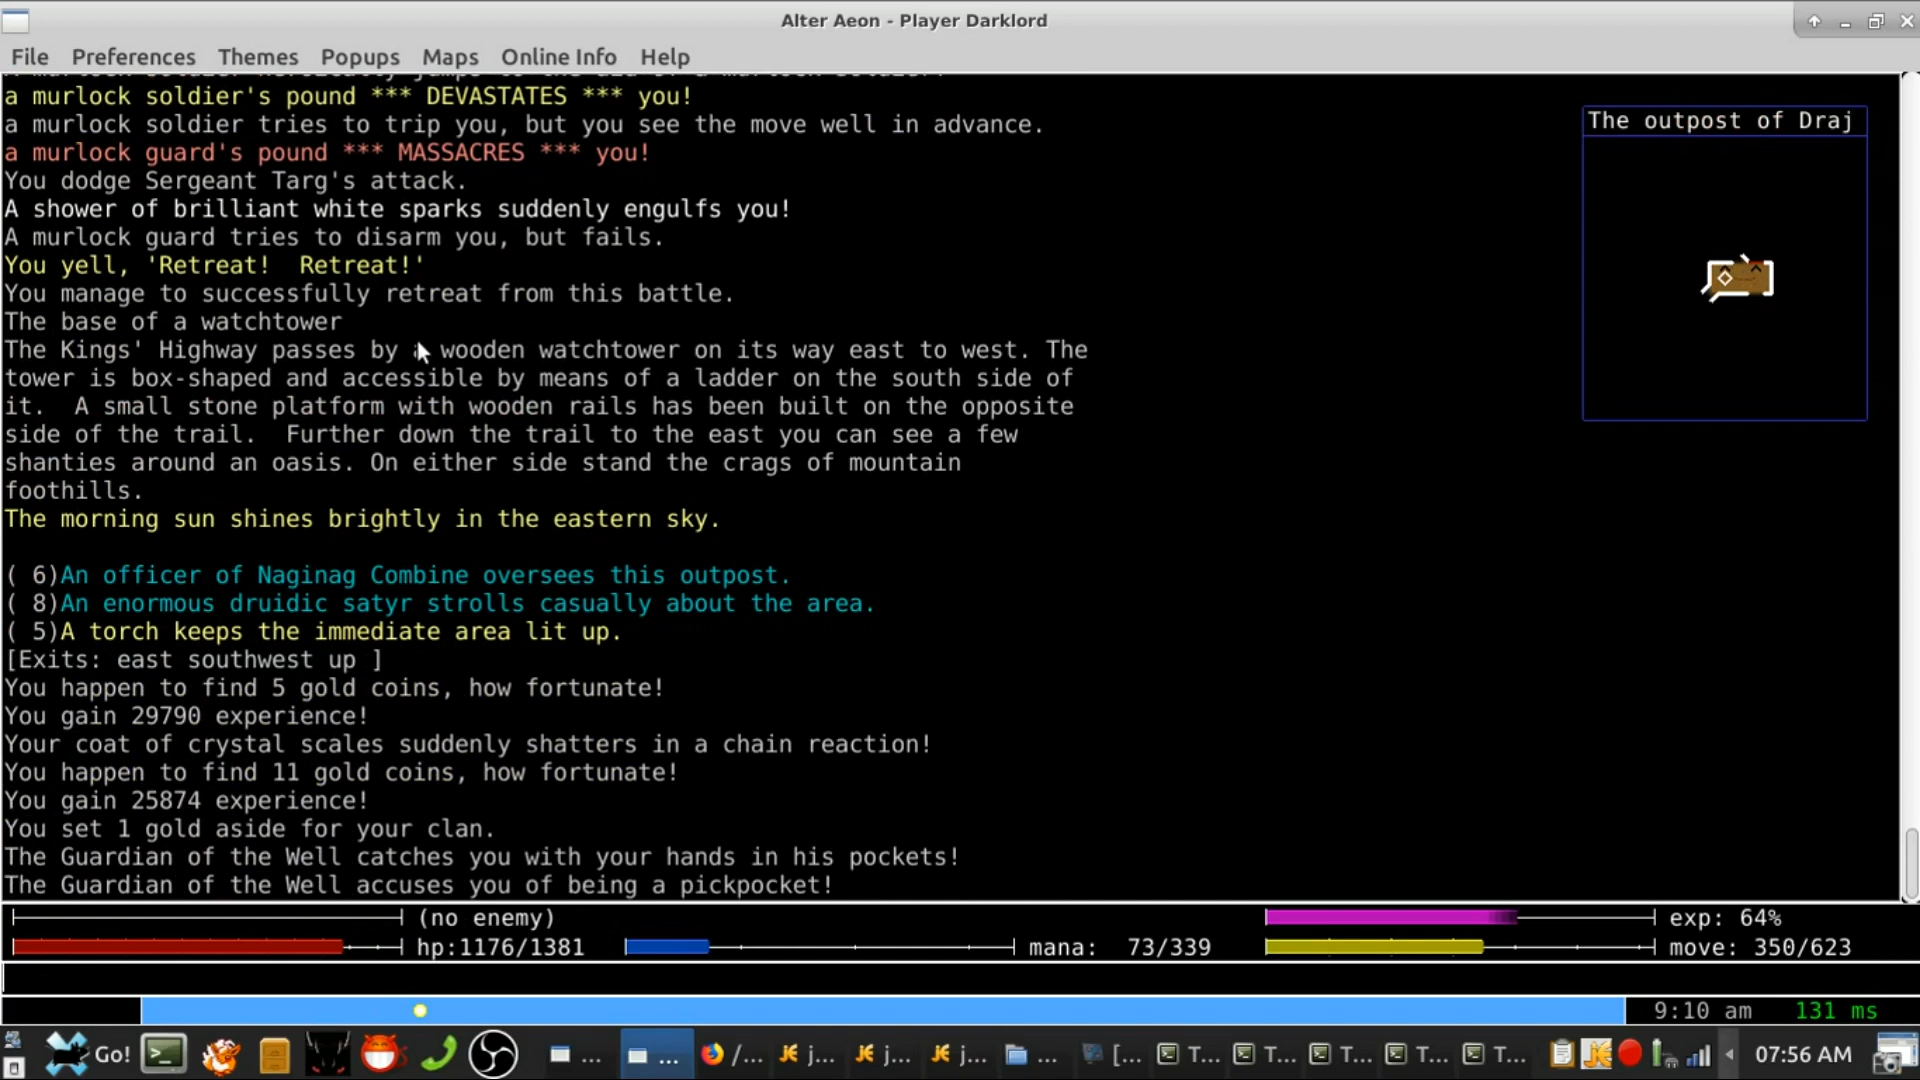 Alter Aeon - Player Darklord
File Preferences Themes Popups Maps Online Info Help
a murlock soldier's pound *** DEVASTATES *** you!
a murlock soldier tries to trip you, but you see the move well in advance.
a murlock guard's pound *** MASSACRES *** you!
You dodge Sergeant Targ's attack.
A shower of brilliant white sparks suddenly engulfs you!
A murlock guard tries to disarm you, but fails.
You yell, 'Retreat!  Retreat!'
You manage to successfully retreat from this battle.
The base of a watchtower
The Kings' Highway passes by a wooden watchtower on its way east to west. The
tower is box-shaped and accessible by means of a ladder on the south side of
it.  A small stone platform with wooden rails has been built on the opposite
side of the trail.  Further down the trail to the east you can see a few
shanties around an oasis. On either side stand the crags of mountain
foothills.
The morning sun shines brightly in the eastern sky.
( 6)An officer of Naginag Combine oversees this outpost.
( 8)An enormous druidic satyr strolls casually about the area.
( 5)A torch keeps the immediate area lit up.
[Exits: east southwest up ]
You happen to find 5 gold coins, how fortunate!
You gain 29790 experience!
Your coat of crystal scales suddenly shatters in a chain reaction!
You happen to find 11 gold coins, how fortunate!
You gain 25874 experience!
You set 1 gold aside for your clan.
The Guardian of the Well catches you with your hands in his pockets!
The Guardian of the Well accuses you of being a pickpocket!
The outpost of Draj
(no enemy) exp: 64%
hp:1176/1381 mana:  73/339 move: 350/623
9:10 am 131 ms
Go! ... ... /... j... j... j... ... [... T... T... T... T... T... 07:56 AM